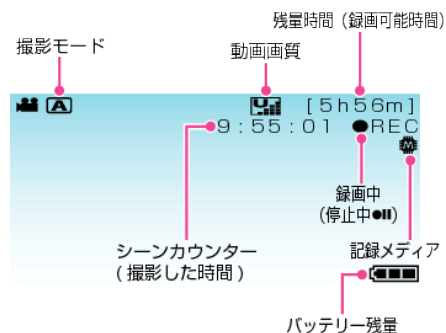 残量時間（録画可能時間）
撮影モード
動画画質
A
[5h56m]
9:55:01 ●REC
M
録画中
(停止中●II)
シーンカウンター
(撮影した時間)
記録メディア
バッテリー残量